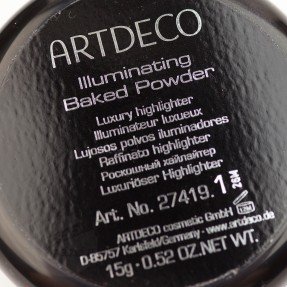 ARTDECO
Illuminating
Baked Powder
Luxury highlighter
Illuminateur luxueux
Lujosos polvos iluminadores
Raffinato highlighter
Роскошный хайлайтер
Luxuriöser Highlighter
Art. No. 27419.1
ARTDECO cosmetic GmbH
D-85757 Karlsfeld/Germany - www.artdeco.de
15g - 0.52 OZ.NET WT.